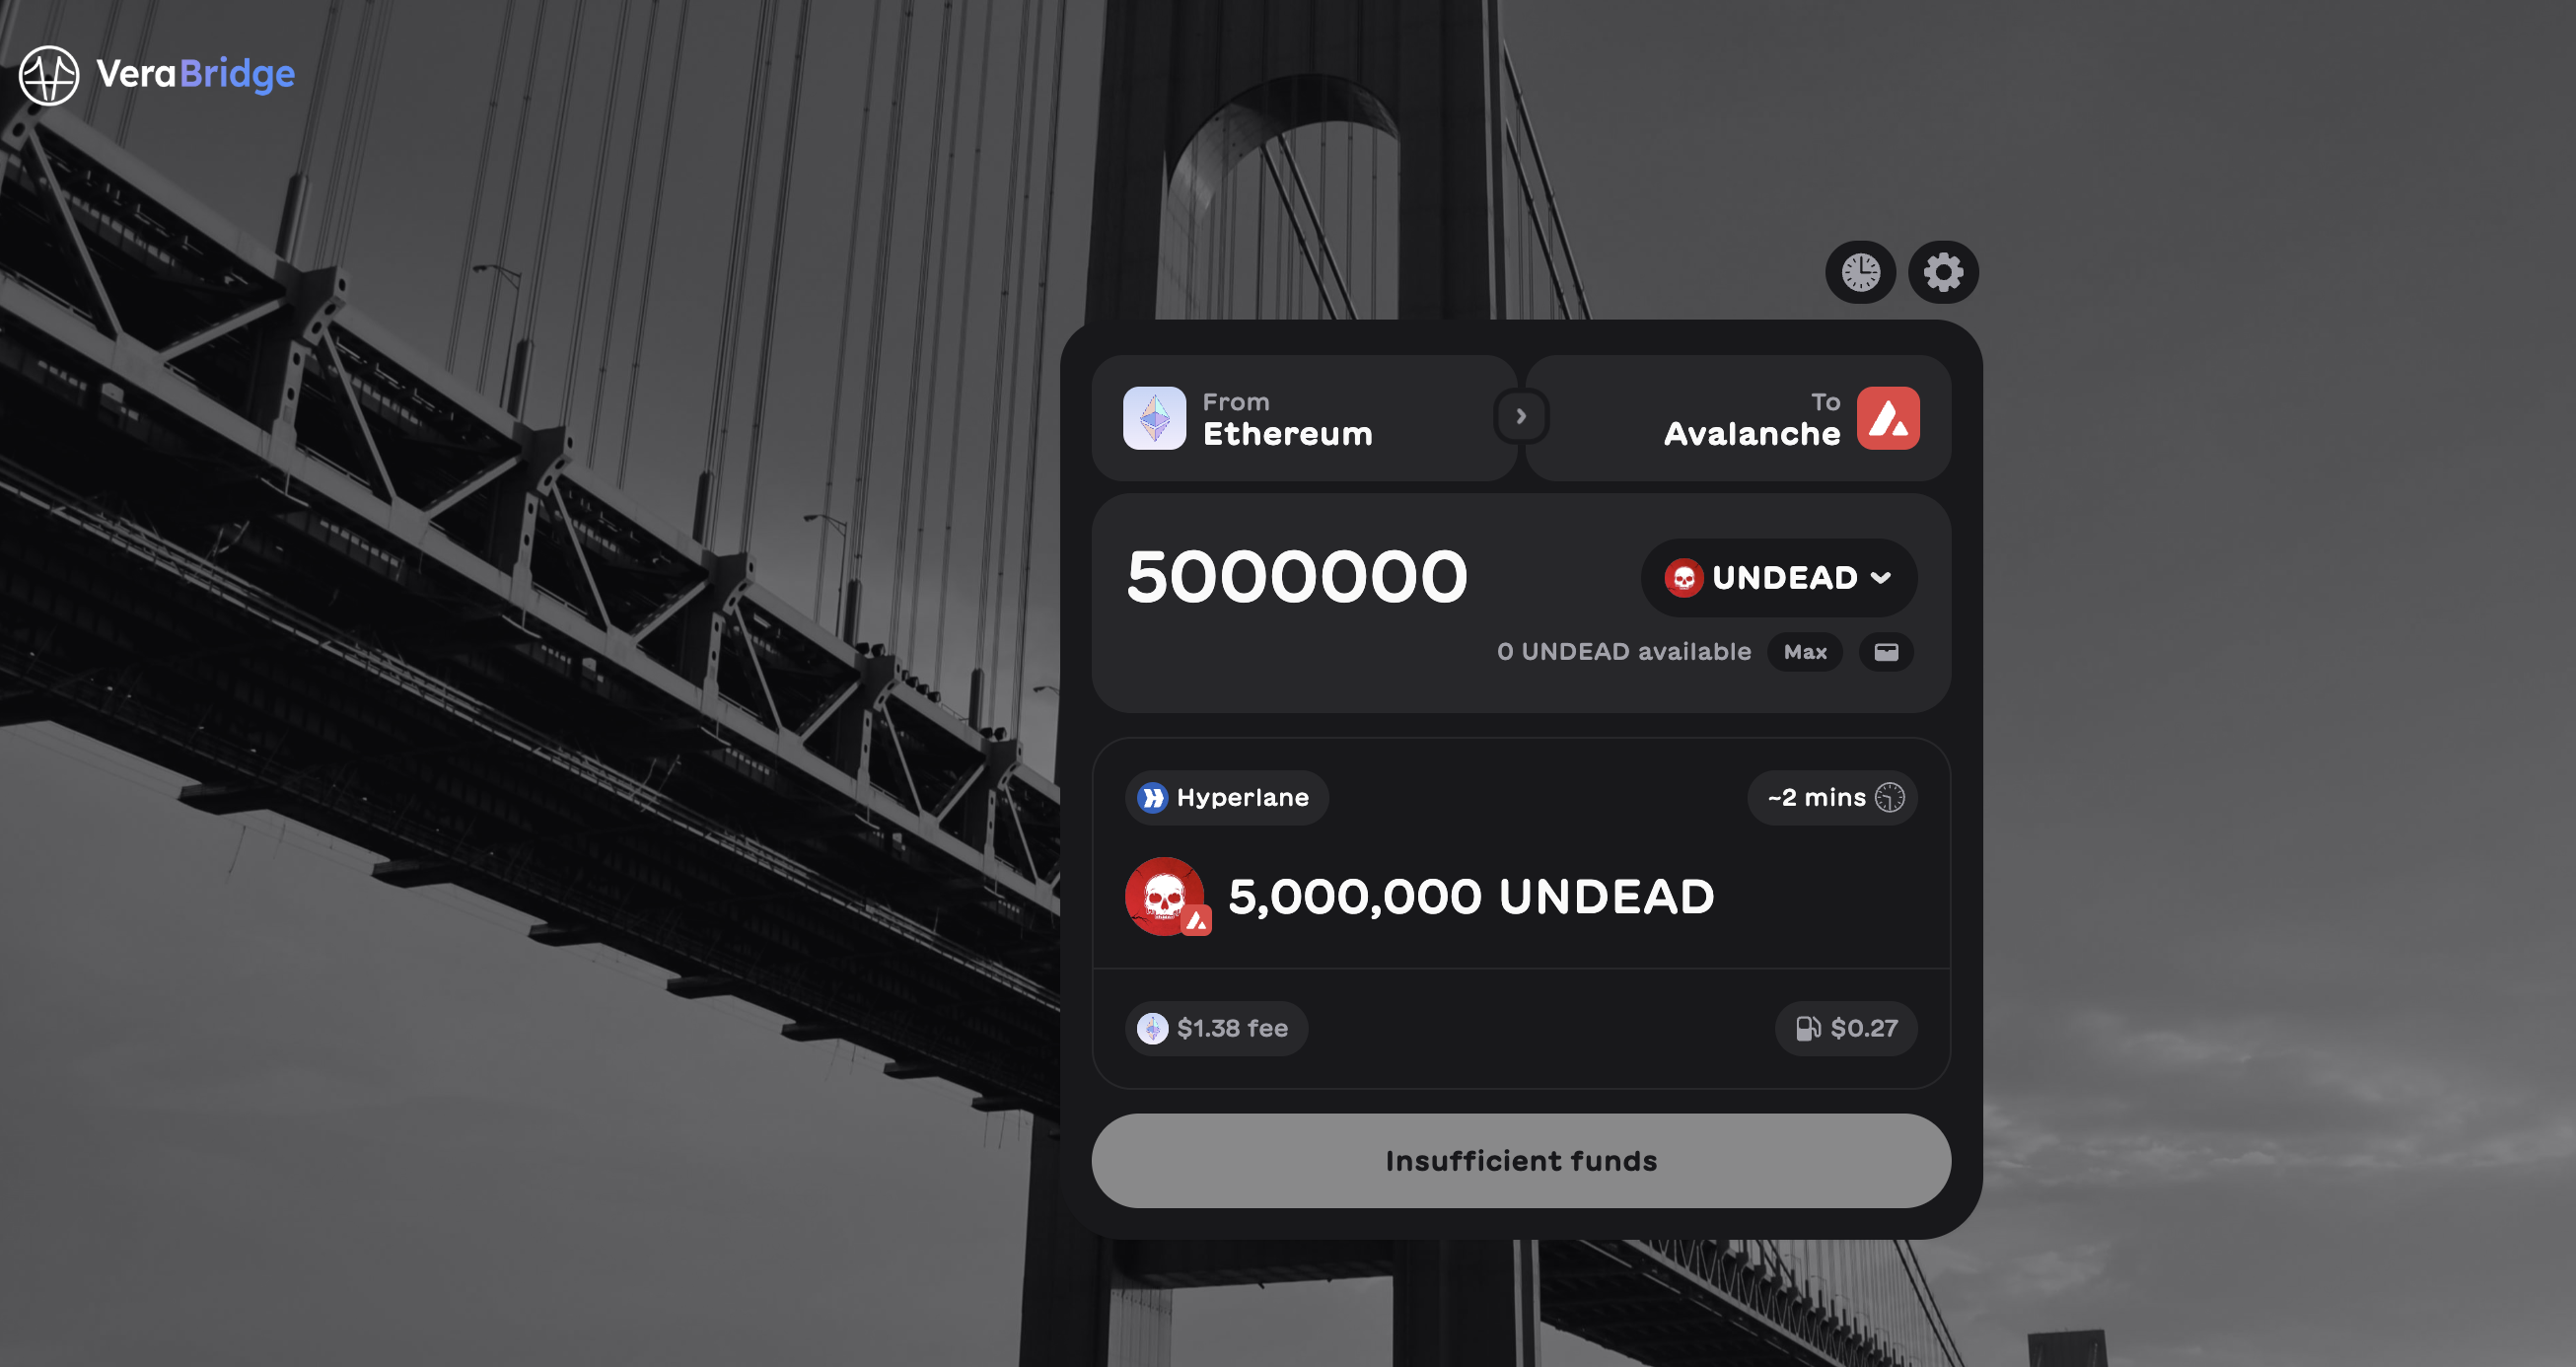 VeraBridge
From
Ethereum
To
Avalanche
5000000
UNDEAD
0 UNDEAD available
Max
Hyperlane
~2 mins
5,000,000 UNDEAD
$1.38 fee
$0.27
Insufficient funds